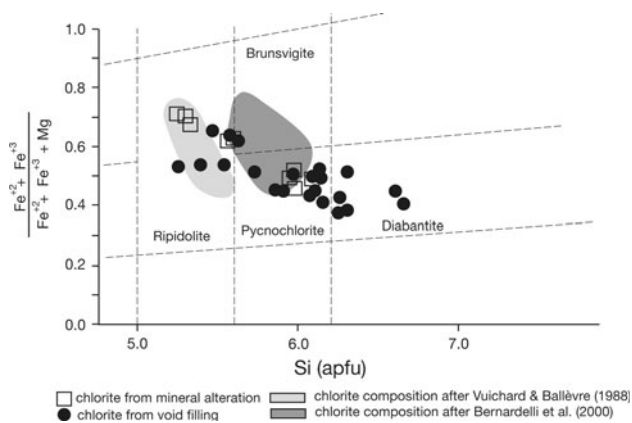 1.0
Brunsvigite
0.8
Fe+2 + Fe+3
Fe+2 + Fe+3 + Mg
0.6
0.4
Ripidolite
Pycnochlorite
Diabantite
0.2
0.0
5.0
6.0
7.0
Si (apfu)
chlorite from mineral alteration
chlorite composition after Vuichard & Ballèvre (1988)
chlorite from void filling
chlorite composition after Bernardelli et al. (2000)